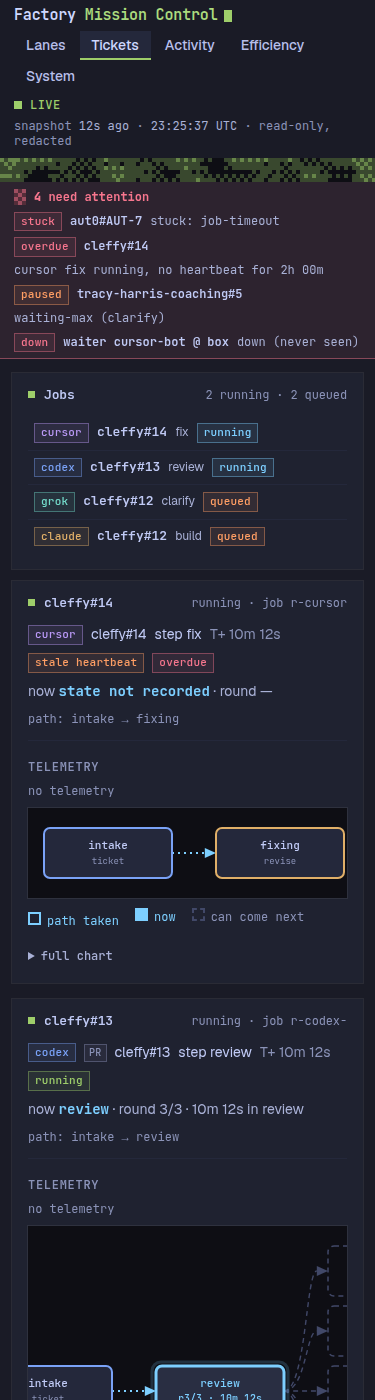 Factory Mission Control
Lanes Tickets Activity Efficiency
System
LIVE
snapshot 12s ago · 23:25:37 UTC · read-only,
redacted
4 need attention
stuck aut0#AUT-7 stuck: job-timeout
overdue cleffy#14
cursor fix running, no heartbeat for 2h 00m
paused tracy-harris-coaching#5
waiting-max (clarify)
down waiter cursor-bot @ box down (never seen)
Jobs 2 running · 2 queued
cursor cleffy#14 fix running
codex cleffy#13 review running
grok cleffy#12 clarify queued
claude cleffy#12 build queued
cleffy#14 running · job r-cursor
cursor cleffy#14 step fix T+ 10m 12s
stale heartbeat overdue
now state not recorded · round —
path: intake → fixing
TELEMETRY
no telemetry
intake fixing
ticket revise
path taken now can come next
▶ full chart
cleffy#13 running · job r-codex-
codex PR cleffy#13 step review T+ 10m 12s
running
now review · round 3/3 · 10m 12s in review
path: intake → review
TELEMETRY
no telemetry
intake review
ticket r3/3 · 10m 12s